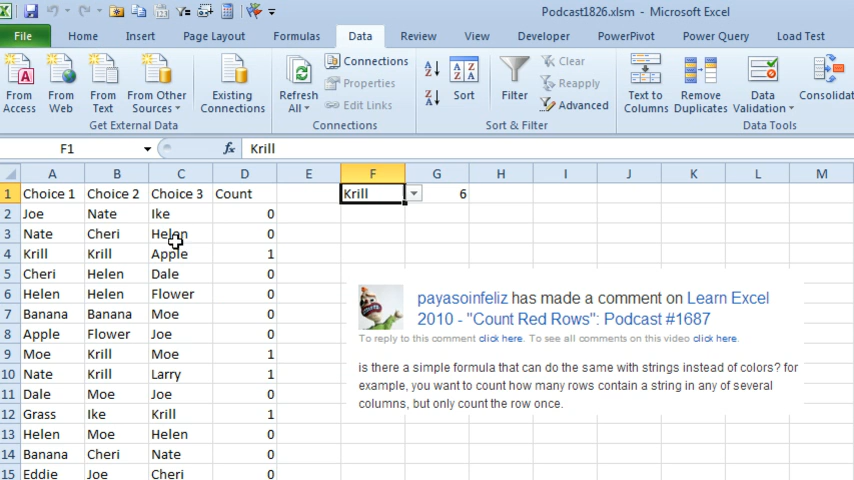 Podcast1826.xlsm - Microsoft Excel
File Home Insert Page Layout Formulas Data Review View Developer PowerPivot Power Query Load Test
From Access
From Web
From Text
From Other Sources
Existing Connections
Get External Data
Refresh All
Connections
Properties
Edit Links
Connections
Sort
Filter
Clear
Reapply
Advanced
Sort & Filter
Text to Columns
Remove Duplicates
Data Validation
Consolidat
Data Tools
F1 fx Krill
A B C D E F G H I J K L M
1 Choice 1 Choice 2 Choice 3 Count Krill 6
2 Joe Nate Ike 0
3 Nate Cheri Helen 0
4 Krill Krill Apple 1
5 Cheri Helen Dale 0
6 Helen Helen Flower 0
7 Banana Banana Moe 0
8 Apple Flower Joe 0
9 Moe Krill Moe 1
10 Nate Krill Larry 1
11 Dale Moe Joe 0
12 Grass Ike Krill 1
13 Helen Moe Helen 0
14 Banana Cheri Nate 0
15 Eddie Joe Cheri 0
payasoinfeliz has made a comment on Learn Excel
2010 - "Count Red Rows": Podcast #1687
To reply to this comment click here. To see all comments on this video click here.
is there a simple formula that can do the same with strings instead of colors? for
example, you want to count how many rows contain a string in any of several
columns, but only count the row once.